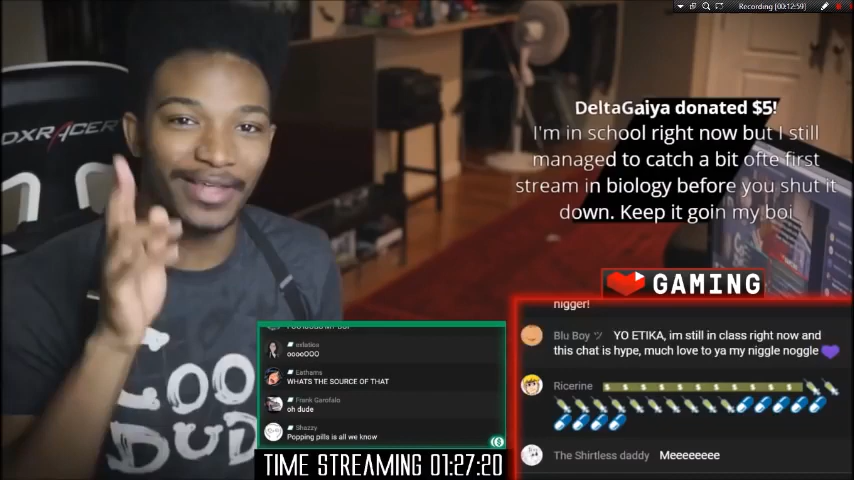 Recording [00:12:59]
DXRACER
DeltaGaiya donated $5!
I'm in school right now but I still
managed to catch a bit ofte first
stream in biology before you shut it
down. Keep it goin my boi
GAMING
nigger!
Blu Boy ツ YO ETIKA, im still in class right now and
this chat is hype, much love to ya my niggle noggle
Ricerine
The Shirtless daddy Meeeeeeee
oooo000
Eethams
WHATS THE SOURCE OF THAT
Frank Garofalo
oh dude
Shazzy
Popping pills is all we know
TIME STREAMING 01:27:20
LOO
DUD